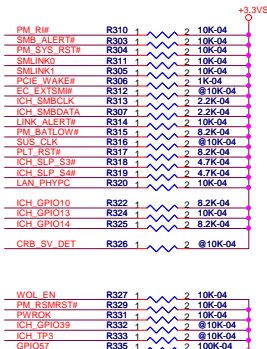 +3.3VS
PM_RI# R310 1 2 10K-04
SMB_ALERT# R303 1 2 10K-04
PM_SYS_RST# R304 1 2 10K-04
SMLINK0 R311 1 2 10K-04
SMLINK1 R305 1 2 10K-04
PCIE_WAKE# R306 1 2 1K-04
EC_EXTSMI# R312 1 2 @10K-04
ICH_SMBCLK R313 1 2 2.2K-04
ICH_SMBDATA R307 1 2 2.2K-04
LINK_ALERT# R314 1 2 10K-04
PM_BATLOW# R315 1 2 8.2K-04
SUS_CLK R316 1 2 @10K-04
PLT_RST# R317 1 2 8.2K-04
ICH_SLP_S3# R318 1 2 4.7K-04
ICH_SLP_S4# R319 1 2 4.7K-04
LAN_PHYPC R320 1 2 10K-04
ICH_GPIO10 R322 1 2 8.2K-04
ICH_GPIO13 R324 1 2 10K-04
ICH_GPIO14 R325 1 2 8.2K-04
CRB_SV_DET R326 1 2 @10K-04
WOL_EN R327 1 2 10K-04
PM_RSMRST# R329 1 2 10K-04
PWROK R331 1 2 10K-04
ICH_GPIO39 R332 1 2 @10K-04
ICH_TP3 R333 1 2 @10K-04
GPIO57 R335 1 2 100K-04